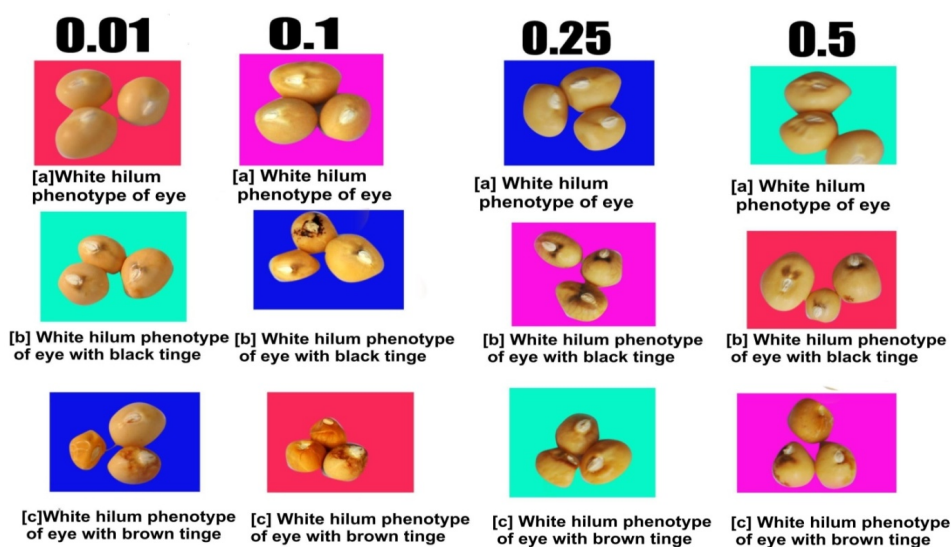 0.01 0.1 0.25 0.5
[a]White hilum
phenotype of eye
[a] White hilum
phenotype of eye
[a] White hilum
phenotype of eye
[a] White hilum
phenotype of eye
[b] White hilum phenotype
of eye with black tinge
[b] White hilum phenotype
of eye with black tinge
[b] White hilum phenotype
of eye with black tinge
[b] White hilum phenotype
of eye with black tinge
[c]White hilum phenotype
of eye with brown tinge
[c] White hilum phenotype
of eye with brown tinge
[c] White hilum phenotype
of eye with brown tinge
[c] White hilum phenotype
of eye with brown tinge